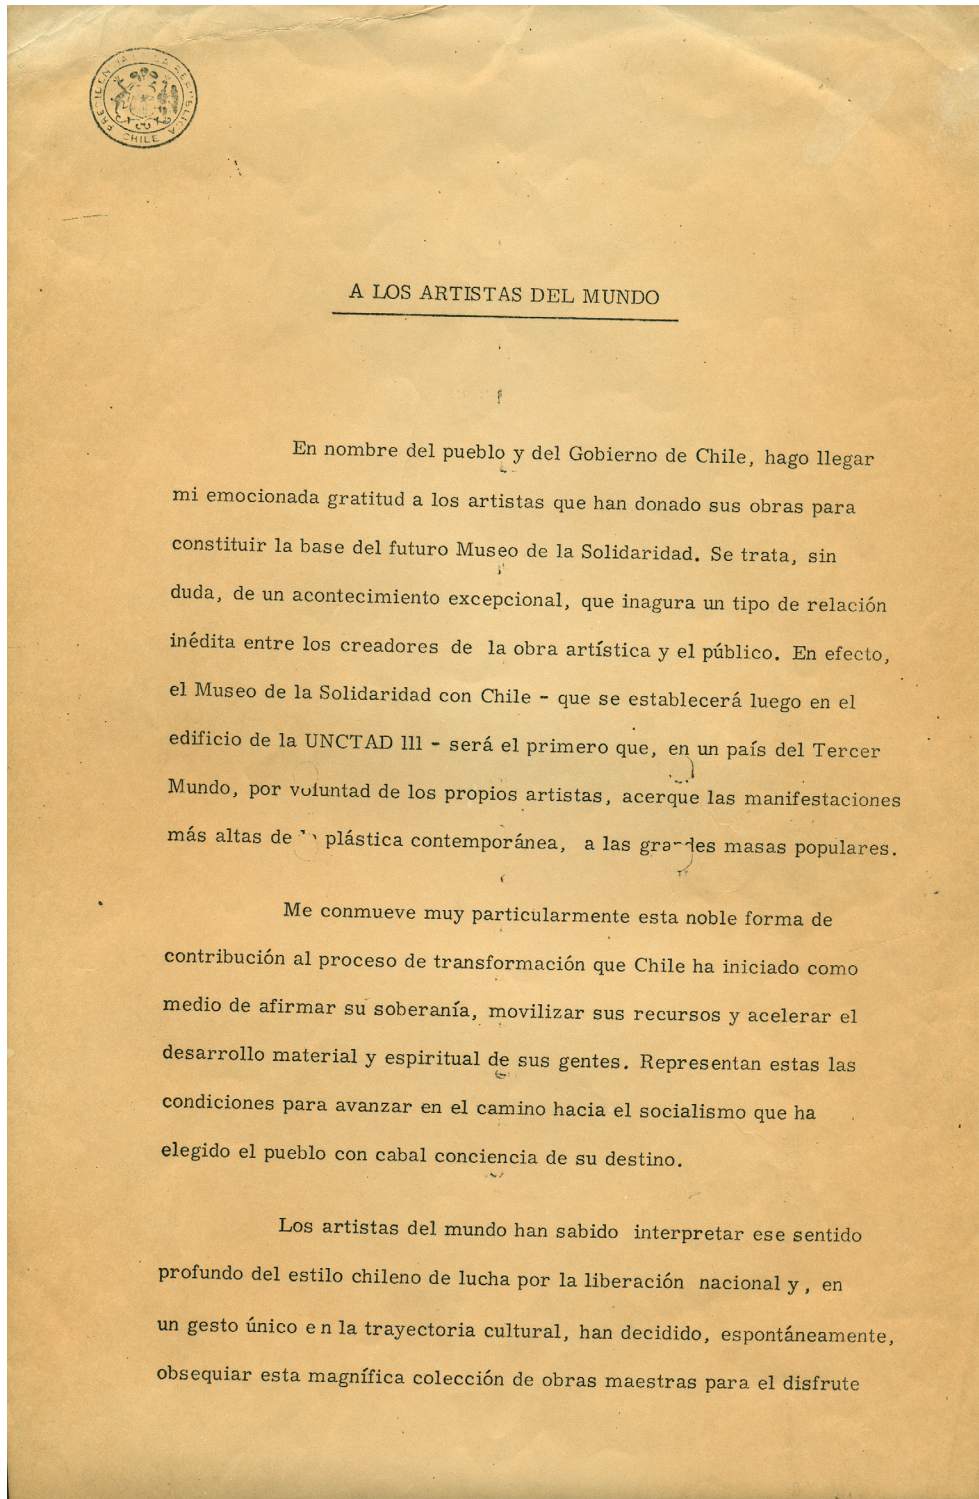 PRESIDENCIA DE LA REPUBLICA
CHILE
A LOS ARTISTAS DEL MUNDO
En nombre del pueblo y del Gobierno de Chile, hago llegar
mi emocionada gratitud a los artistas que han donado sus obras para
constituir la base del futuro Museo de la Solidaridad. Se trata, sin
duda, de un acontecimiento excepcional, que inagura un tipo de relación
inédita entre los creadores de la obra artística y el público. En efecto,
el Museo de la Solidaridad con Chile - que se establecerá luego en el
edificio de la UNCTAD III - será el primero que, en un país del Tercer
Mundo, por voluntad de los propios artistas, acerque las manifestaciones
más altas de la plástica contemporánea, a las grandes masas populares.
Me conmueve muy particularmente esta noble forma de
contribución al proceso de transformación que Chile ha iniciado como
medio de afirmar su soberanía, movilizar sus recursos y acelerar el
desarrollo material y espiritual de sus gentes. Representan estas las
condiciones para avanzar en el camino hacia el socialismo que ha
elegido el pueblo con cabal conciencia de su destino.
Los artistas del mundo han sabido interpretar ese sentido
profundo del estilo chileno de lucha por la liberación nacional y, en
un gesto único en la trayectoria cultural, han decidido, espontáneamente,
obsequiar esta magnífica colección de obras maestras para el disfrute